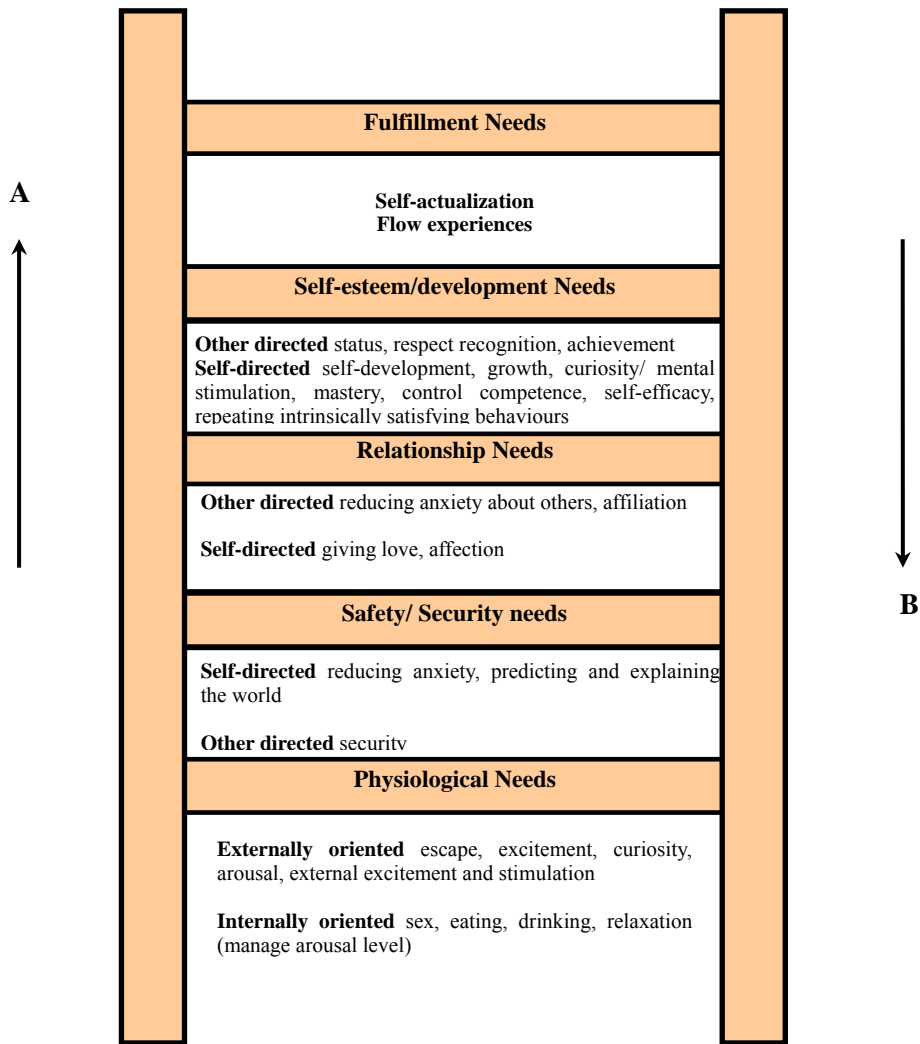 Fulfillment Needs
A
Self-actualization
Flow experiences
Self-esteem/development Needs
Other directed status, respect recognition, achievement
Self-directed self-development, growth, curiosity/ mental
stimulation, mastery, control competence, self-efficacy,
repeating intrinsically satisfying behaviours
Relationship Needs
Other directed reducing anxiety about others, affiliation
Self-directed giving love, affection
B
Safety/ Security needs
Self-directed reducing anxiety, predicting and explaining
the world
Other directed security
Physiological Needs
Externally oriented escape, excitement, curiosity,
arousal, external excitement and stimulation
Internally oriented sex, eating, drinking, relaxation
(manage arousal level)